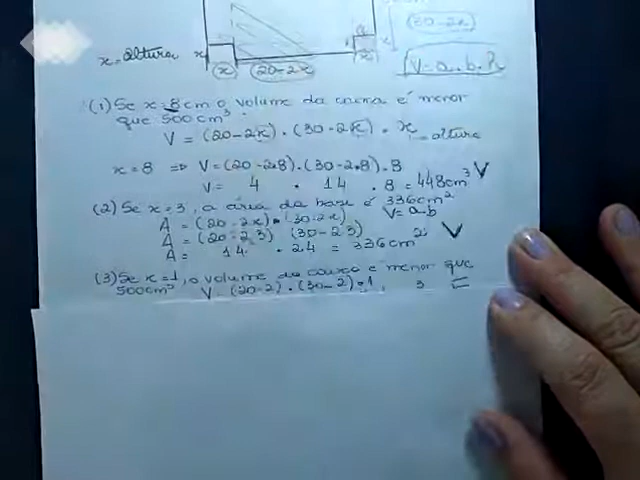 (30-2x)
x=altura x x
(x) (20-2x) V=a.b.h
(1) Se x=8cm o volume da caixa é menor
que 500 cm³.
V = (20-2x) . (30-2x) . x → altura
x=8 ⇒ V=(20-2.8).(30-2.8).8
V= 4 . 14 . 8 = 448cm³ V
(2) Se x=3, a área da base é 336cm²
A = (20-2x).(30-2x) V=a.b
A = (20-2.3) (30-2.3)
A = 14 . 24 = 336cm² V
(3) Se x=1, o volume da caixa é menor que
500cm³ V=(20-2).(30-2).1